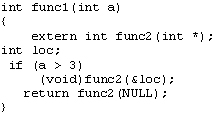 int func1(int a)
{
    extern int func2(int *);
int loc;
 if (a > 3)
     (void)func2(&loc);
   return func2(NULL);
}